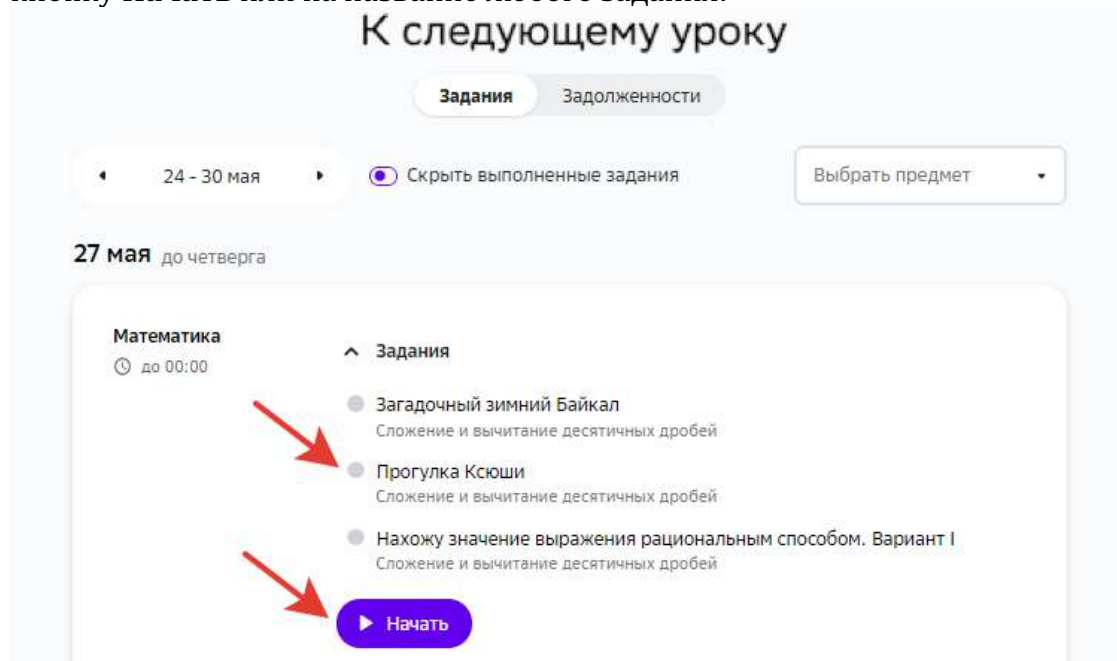 К следующему уроку
Задания Задолженности
24 - 30 мая Скрыть выполненные задания Выбрать предмет
27 мая до четверга
Математика
до 00:00
Задания
Загадочный зимний Байкал
Сложение и вычитание десятичных дробей
Прогулка Ксюши
Сложение и вычитание десятичных дробей
Нахожу значение выражения рациональным способом. Вариант I
Сложение и вычитание десятичных дробей
Начать